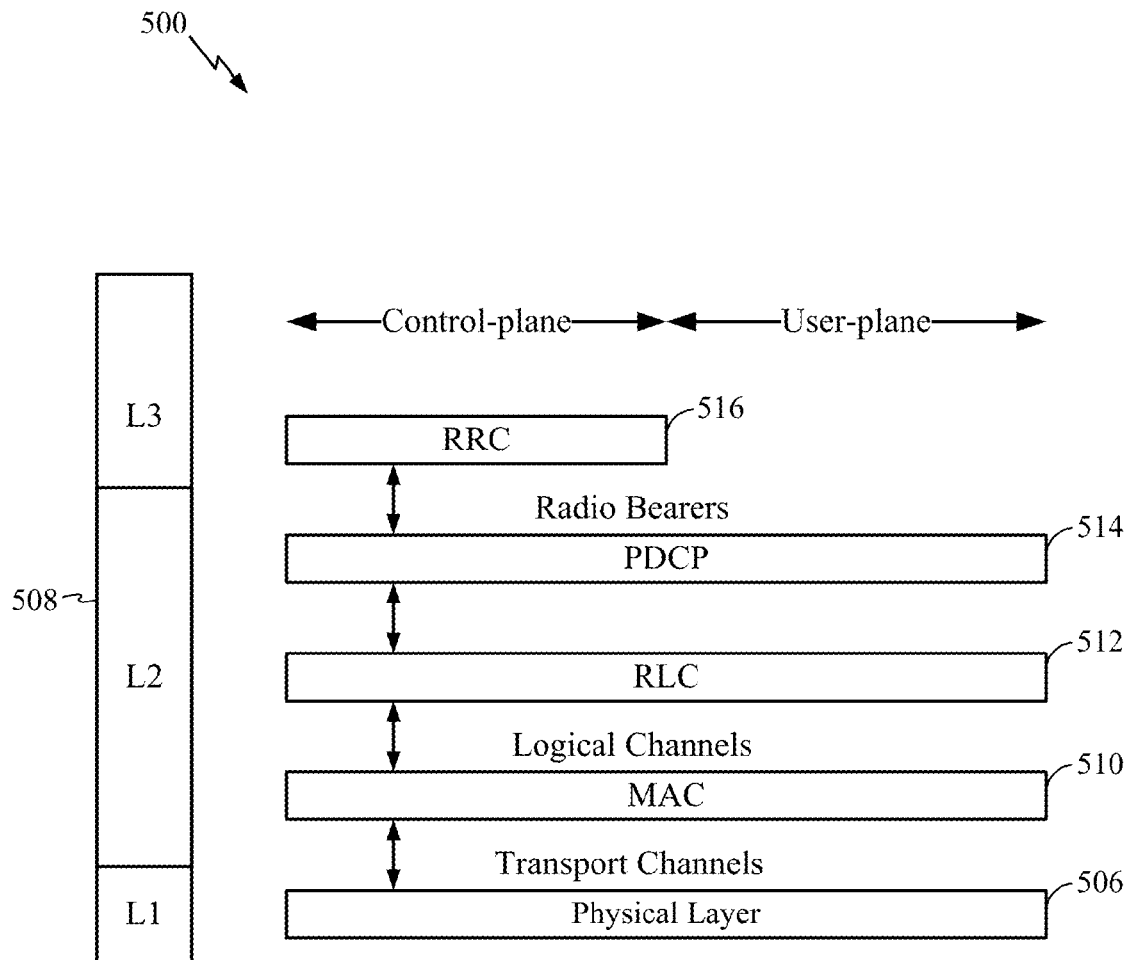 500
Control-plane
User-plane
L3
RRC
516
Radio Bearers
514
PDCP
508
512
L2
RLC
Logical Channels
510
MAC
Transport Channels
506
L1
Physical Layer